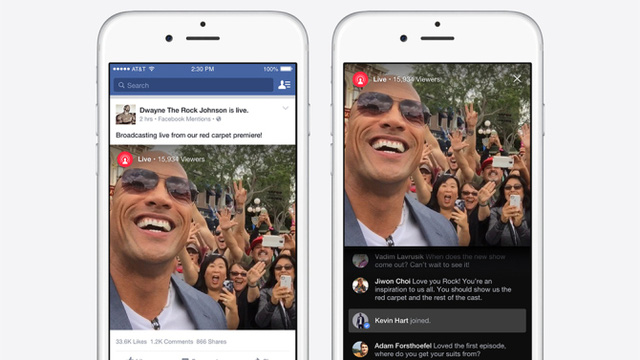 AT&T 2:30 PM 100%
Search
Dwayne The Rock Johnson is live.
2 hrs • Facebook Mentions •
Broadcasting live from our red carpet premiere!
Live • 15,934 Viewers
33.6K Likes 1.2K Comments 866 Shares
Live • 15,934 Viewers
Vadim Lavrusik When does the new show
come out? Can't wait to see it!
Jiwon Choi Love you Rock! You're an
inspiration to us all. You should show us the
red carpet and the rest of the cast.
Kevin Hart joined.
Adam Forsthoefel Loved the first episode,
where do you get your suits from?